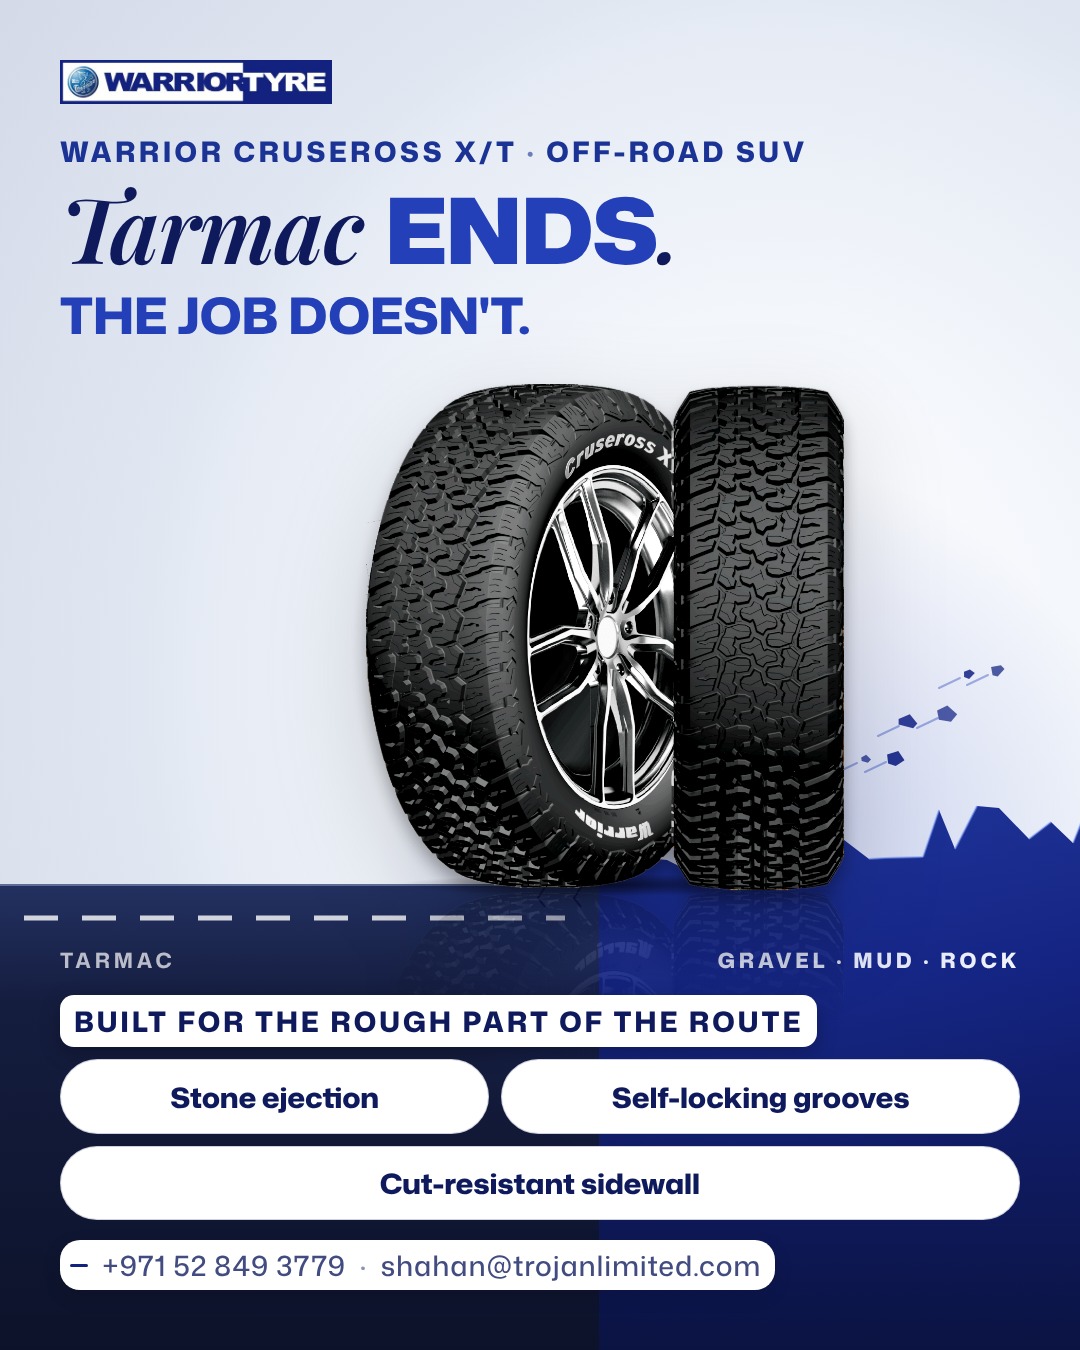 WARRIORTYRE
WARRIOR CRUSEROSS X/T · OFF-ROAD SUV
Tarmac ENDS.
THE JOB DOESN'T.
Cruseross X
Warrior
TARMAC
GRAVEL · MUD · ROCK
BUILT FOR THE ROUGH PART OF THE ROUTE
Stone ejection
Self-locking grooves
Cut-resistant sidewall
+971 52 849 3779 · shahan@trojanlimited.com